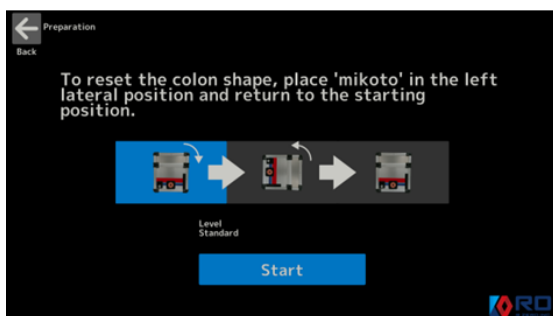 Preparation
Back
To reset the colon shape, place 'mikoto' in the left
lateral position and return to the starting
position.
Level
Standard
Start